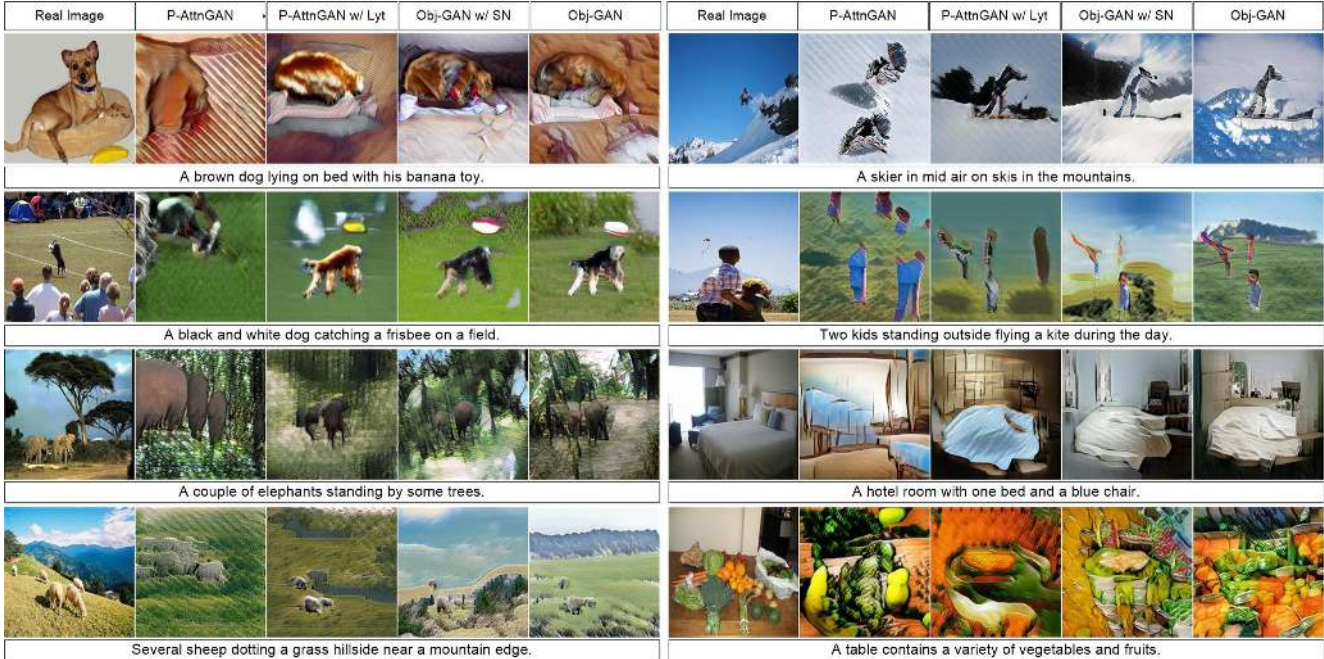 Real Image P-AttnGAN P-AttnGAN w/ Lyt Obj-GAN w/ SN Obj-GAN
A brown dog lying on bed with his banana toy.
A black and white dog catching a frisbee on a field.
A couple of elephants standing by some trees.
Several sheep dotting a grass hillside near a mountain edge.
Real Image P-AttnGAN P-AttnGAN w/ Lyt Obj-GAN w/ SN Obj-GAN
A skier in mid air on skis in the mountains.
Two kids standing outside flying a kite during the day.
A hotel room with one bed and a blue chair.
A table contains a variety of vegetables and fruits.